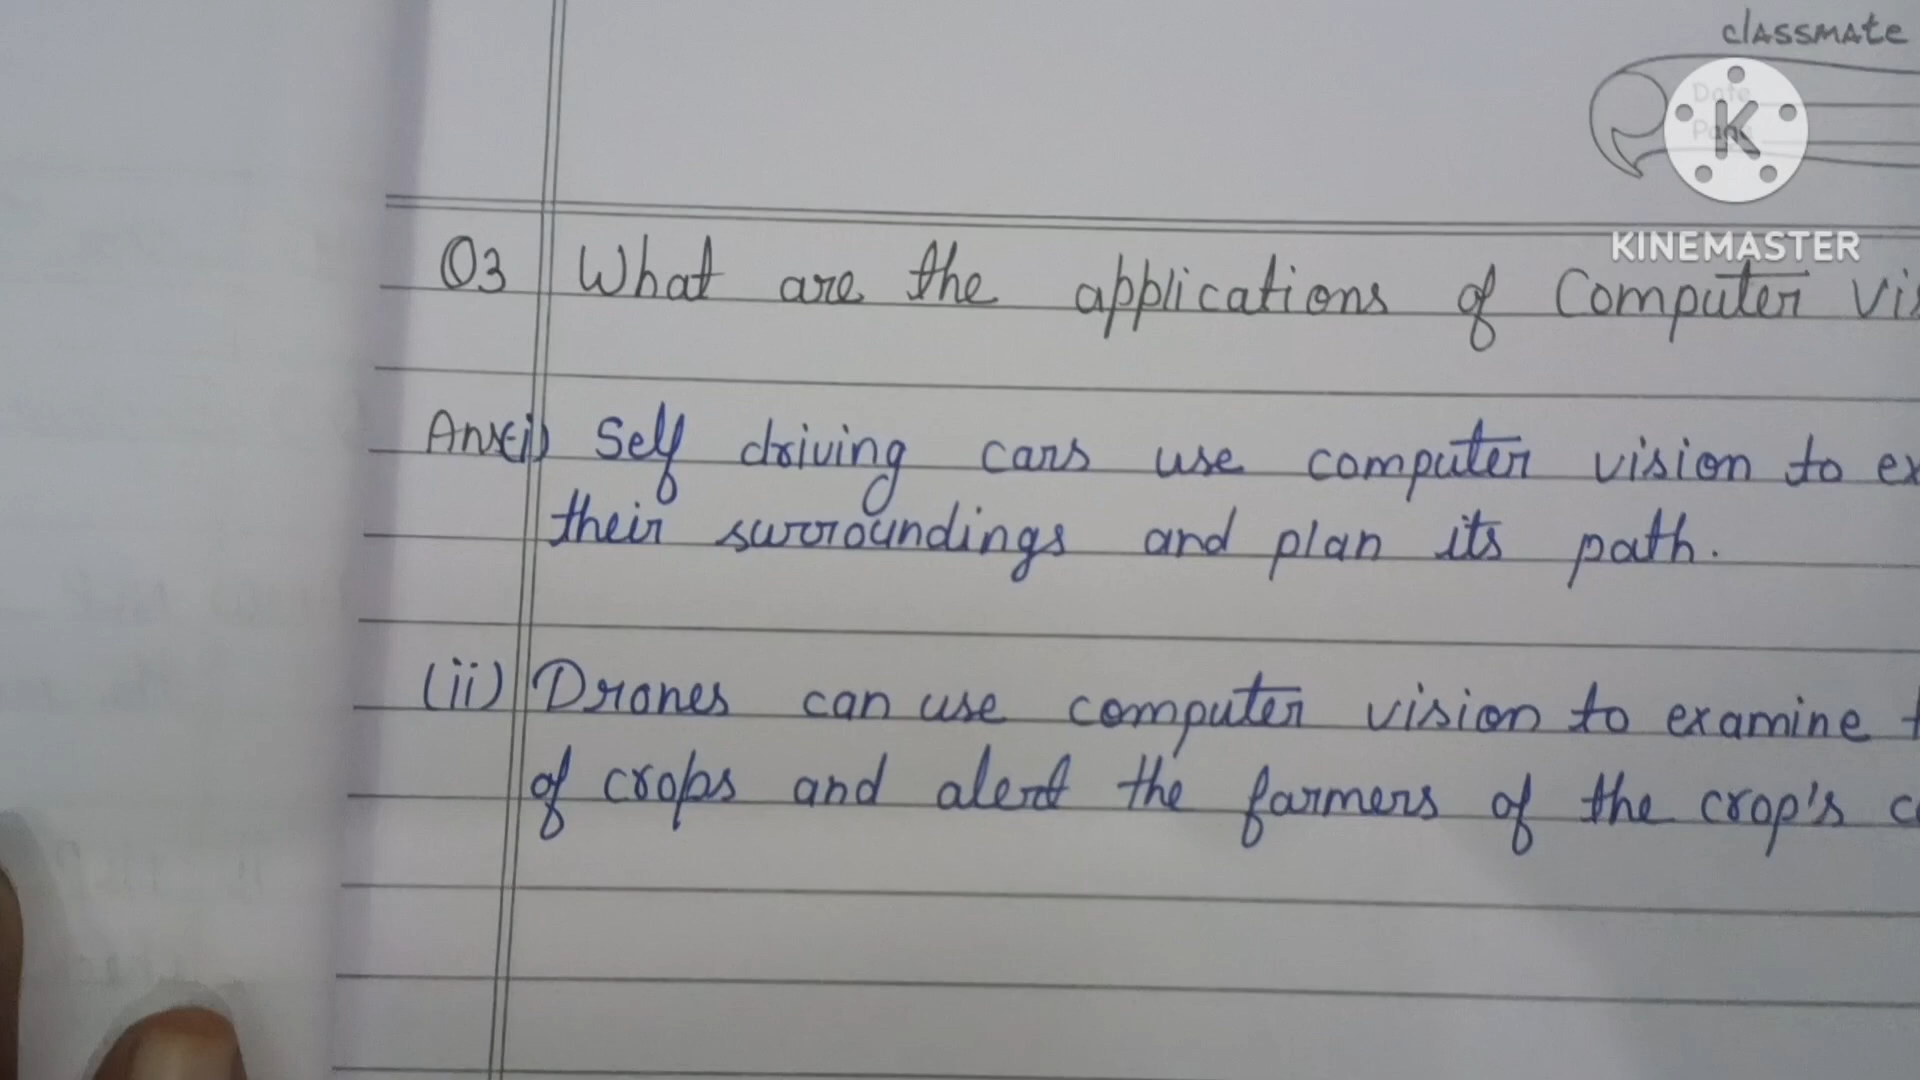 classmate
Date
Page
KINEMASTER
Q3 What are the applications of Computer
Ans(i) Self driving cars use computer vision to
their surroundings and plan its path.
(ii) Drones can use computer vision to examine
of crops and alert the farmers of the crop's